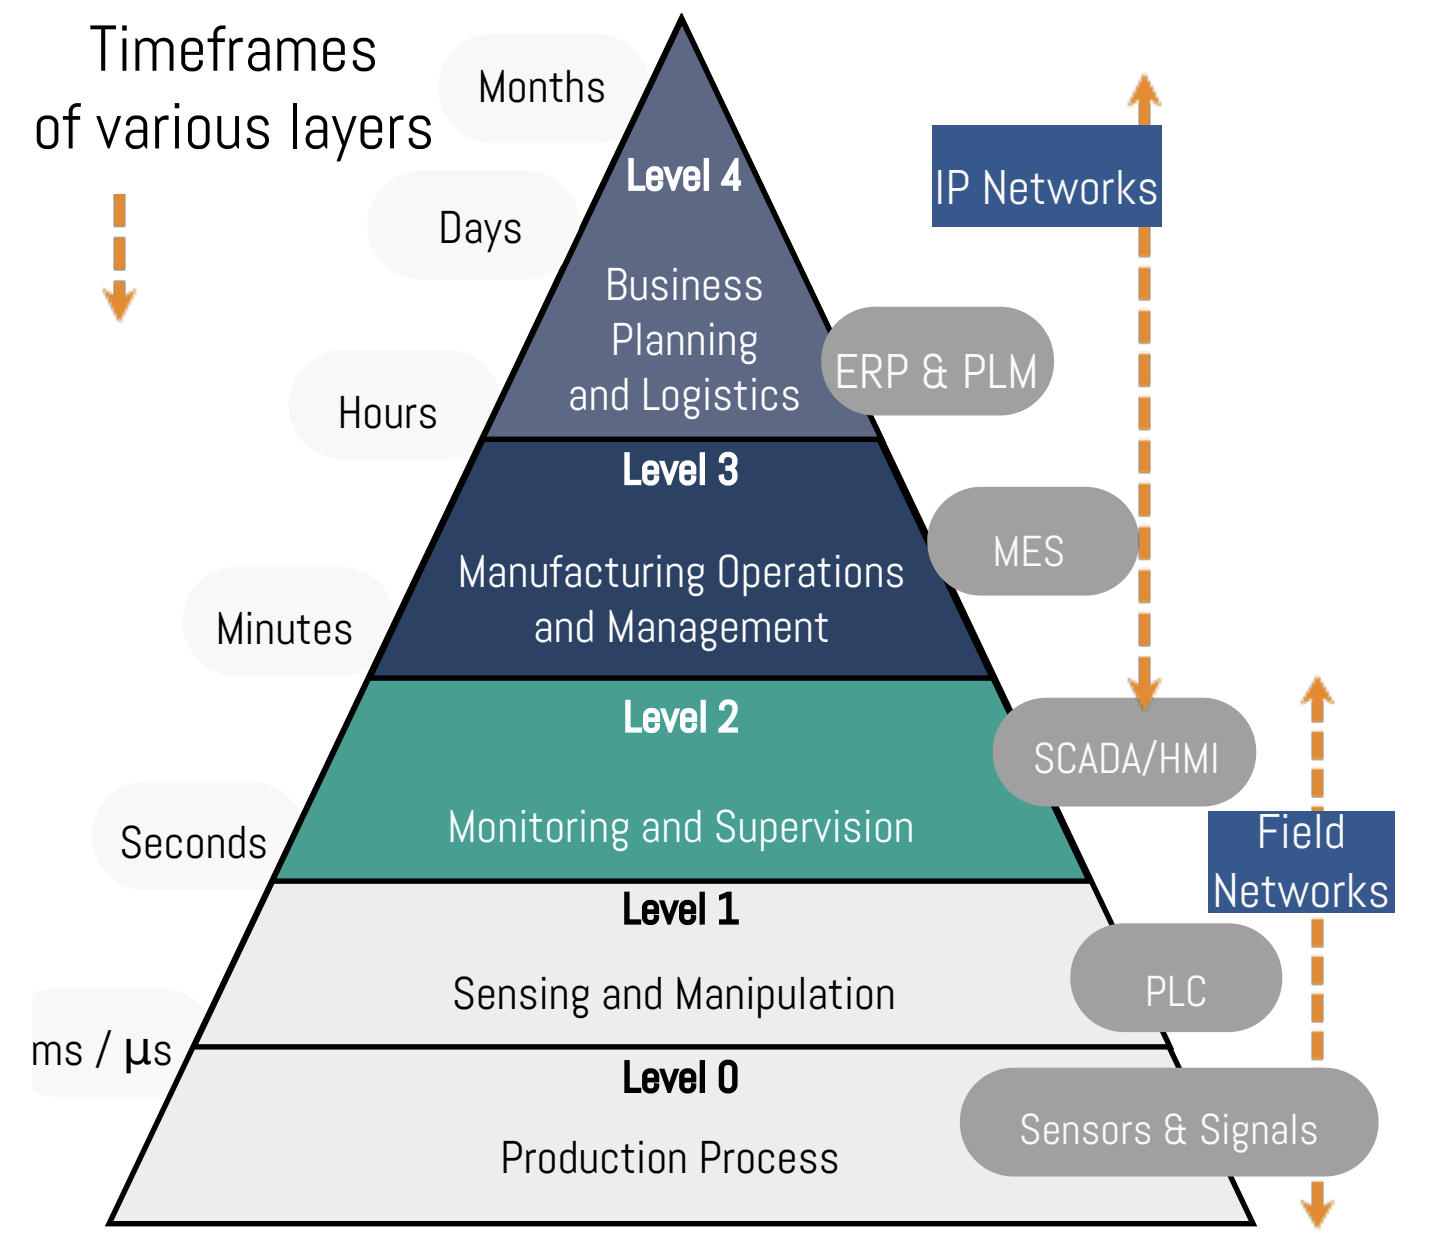 Timeframes
of various layers
Months
Days
Hours
Minutes
Seconds
ms / µs
Level 4
Business
Planning
and Logistics
Level 3
Manufacturing Operations
and Management
Level 2
Monitoring and Supervision
Level 1
Sensing and Manipulation
Level 0
Production Process
IP Networks
ERP & PLM
MES
SCADA/HMI
Field
Networks
PLC
Sensors & Signals